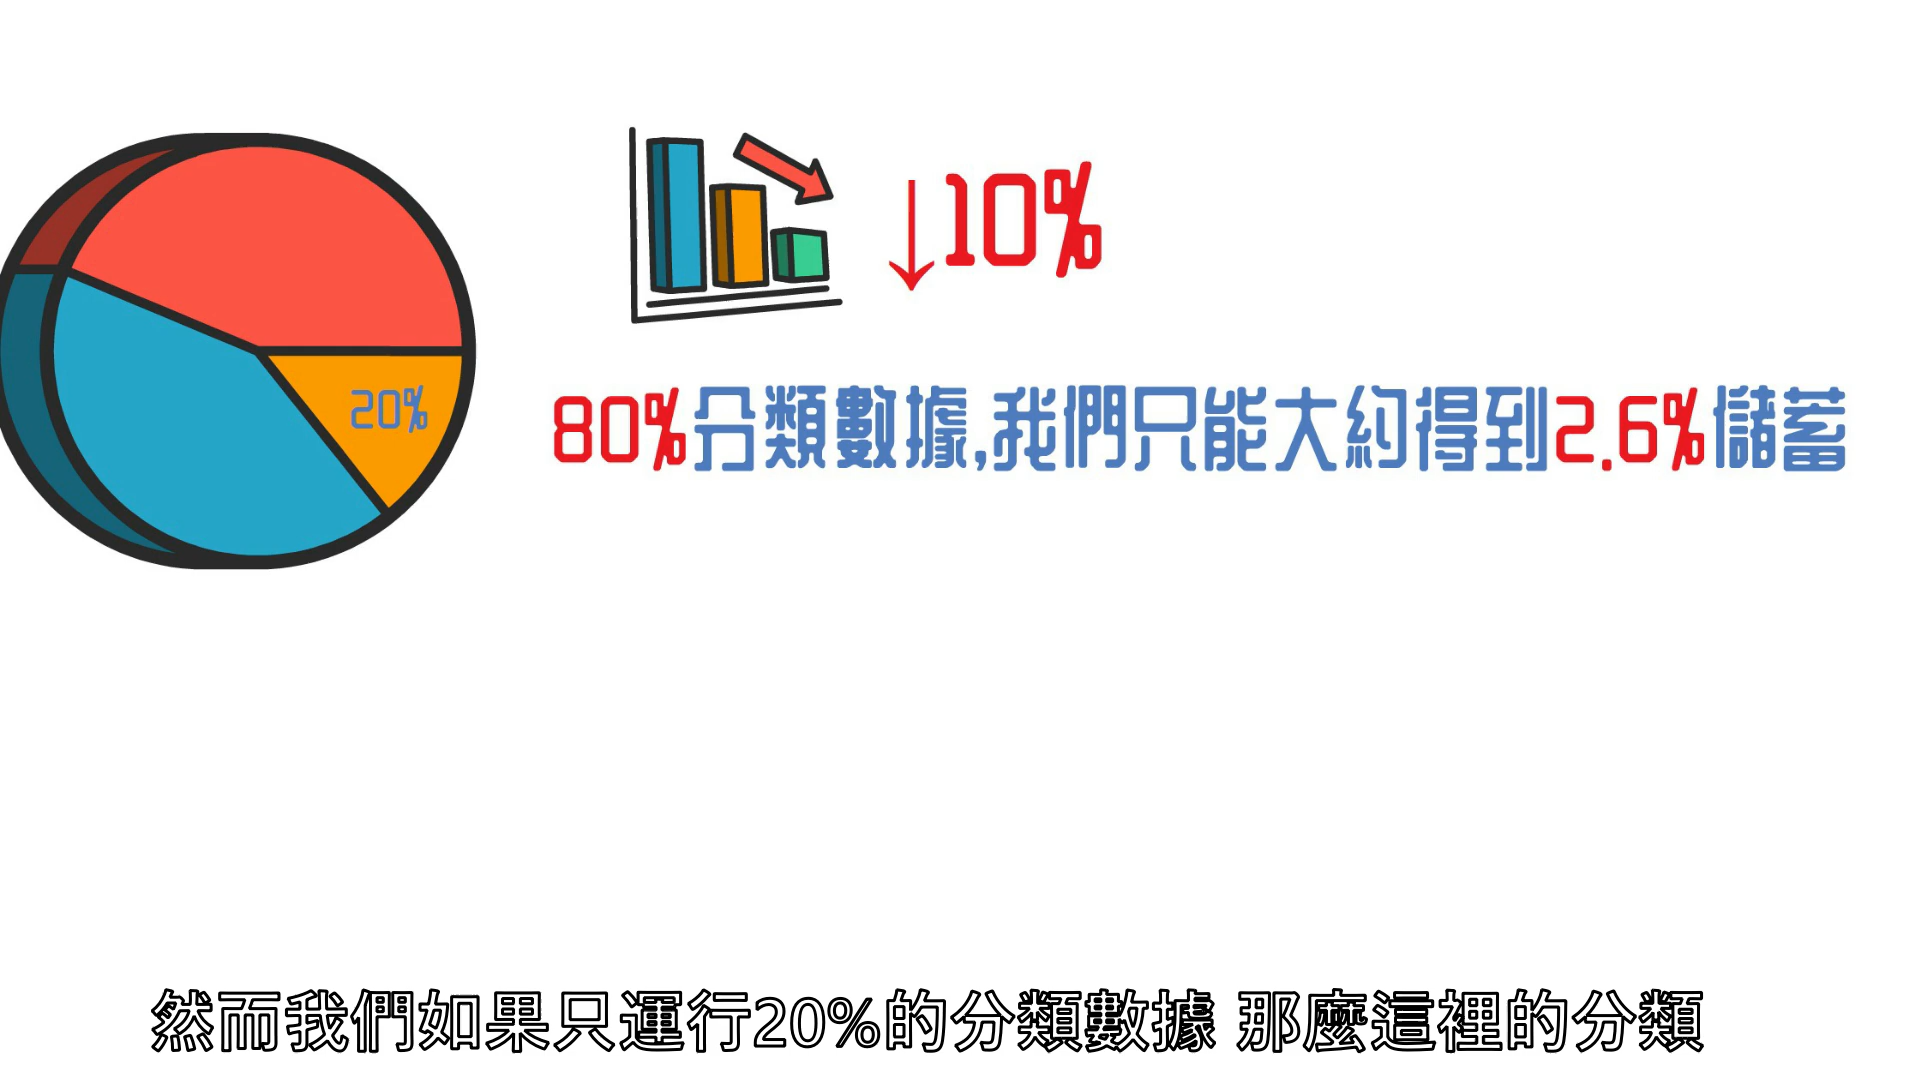 ↓10%
20%
80%分類數據,我們只能大約得到2.6%儲蓄
然而我們如果只運行20%的分類數據 那麼這裡的分類